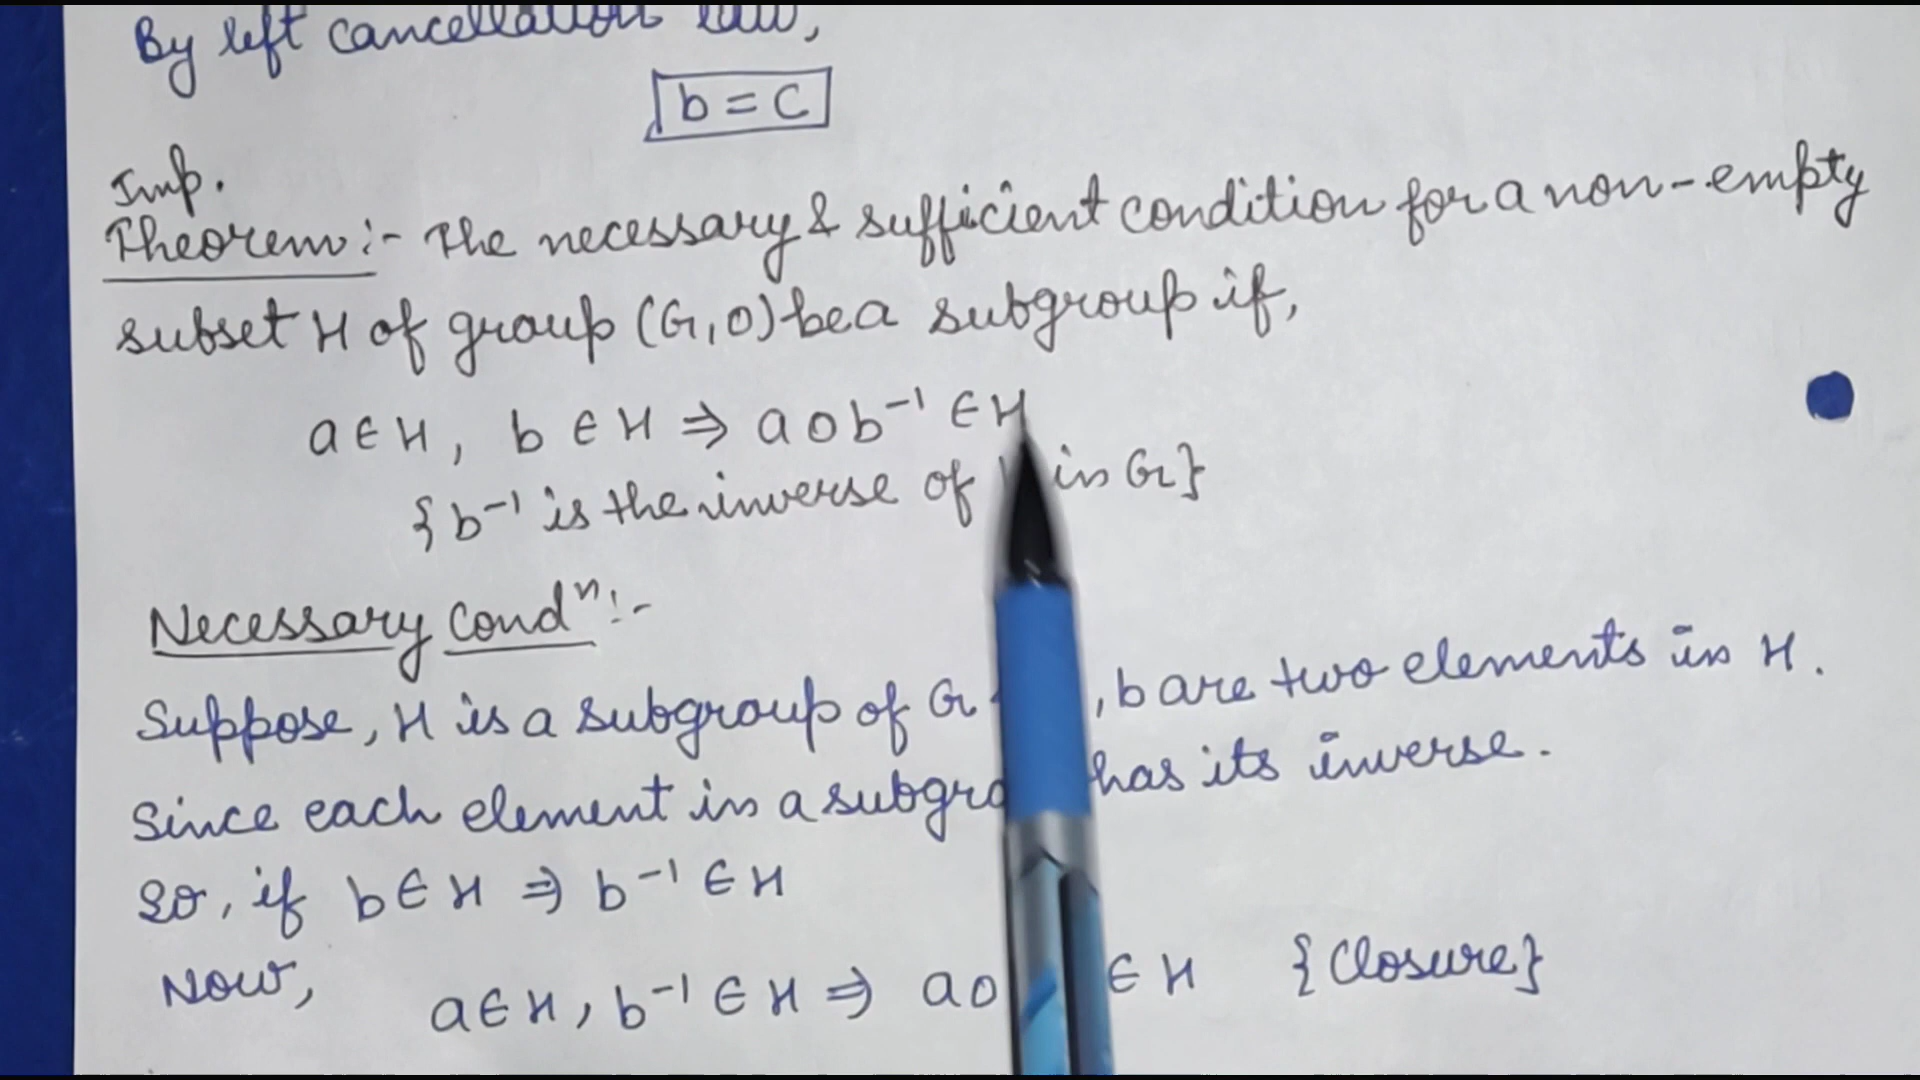 By left cancellation law,
b = c
Imp.
Theorem :- The necessary & sufficient condition for a non-empty
subset H of group (G,o) be a subgroup if,
a ∈ H, b ∈ H ⇒ a o b⁻¹ ∈ H
{b⁻¹ is the inverse of in G}
Necessary Condⁿ :-
Suppose, H is a subgroup of G , b are two elements in H.
Since each element in a has its inverse.
So, if b ∈ H ⇒ b⁻¹ ∈ H
Now,
a ∈ H, b⁻¹ ∈ H ⇒ a o ∈ H {Closure}